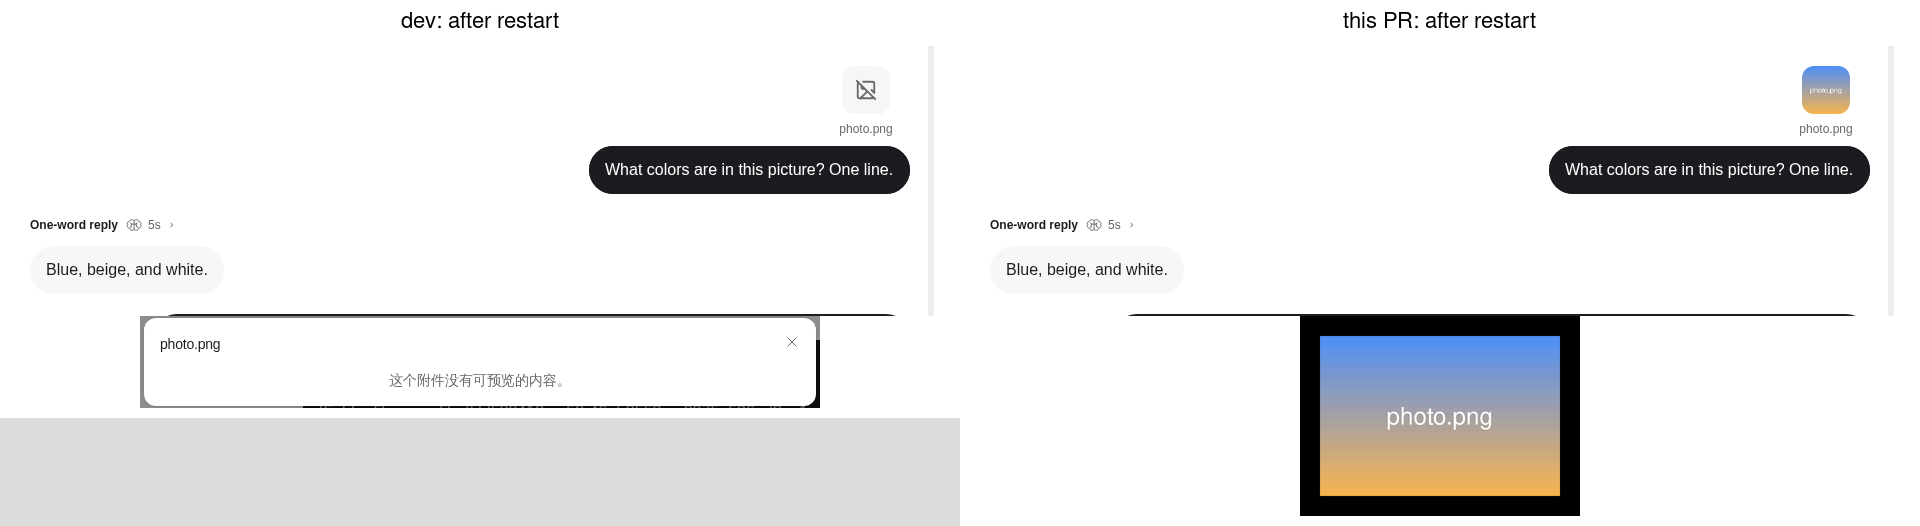 dev: after restart
photo.png
What colors are in this picture? One line.
One-word reply 5s ›
Blue, beige, and white.
photo.png
这个附件没有可预览的内容。
this PR: after restart
photo.png
photo.png
What colors are in this picture? One line.
One-word reply 5s ›
Blue, beige, and white.
photo.png